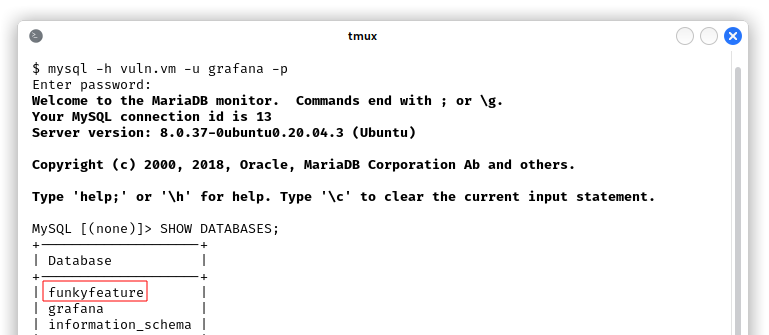 tmux
$ mysql -h vuln.vm -u grafana -p
Enter password:
Welcome to the MariaDB monitor.  Commands end with ; or \g.
Your MySQL connection id is 13
Server version: 8.0.37-0ubuntu0.20.04.3 (Ubuntu)
Copyright (c) 2000, 2018, Oracle, MariaDB Corporation Ab and others.
Type 'help;' or '\h' for help. Type '\c' to clear the current input statement.
MySQL [(none)]> SHOW DATABASES;
+--------------------+
| Database           |
+--------------------+
| funkyfeature       |
| grafana            |
| information_schema |